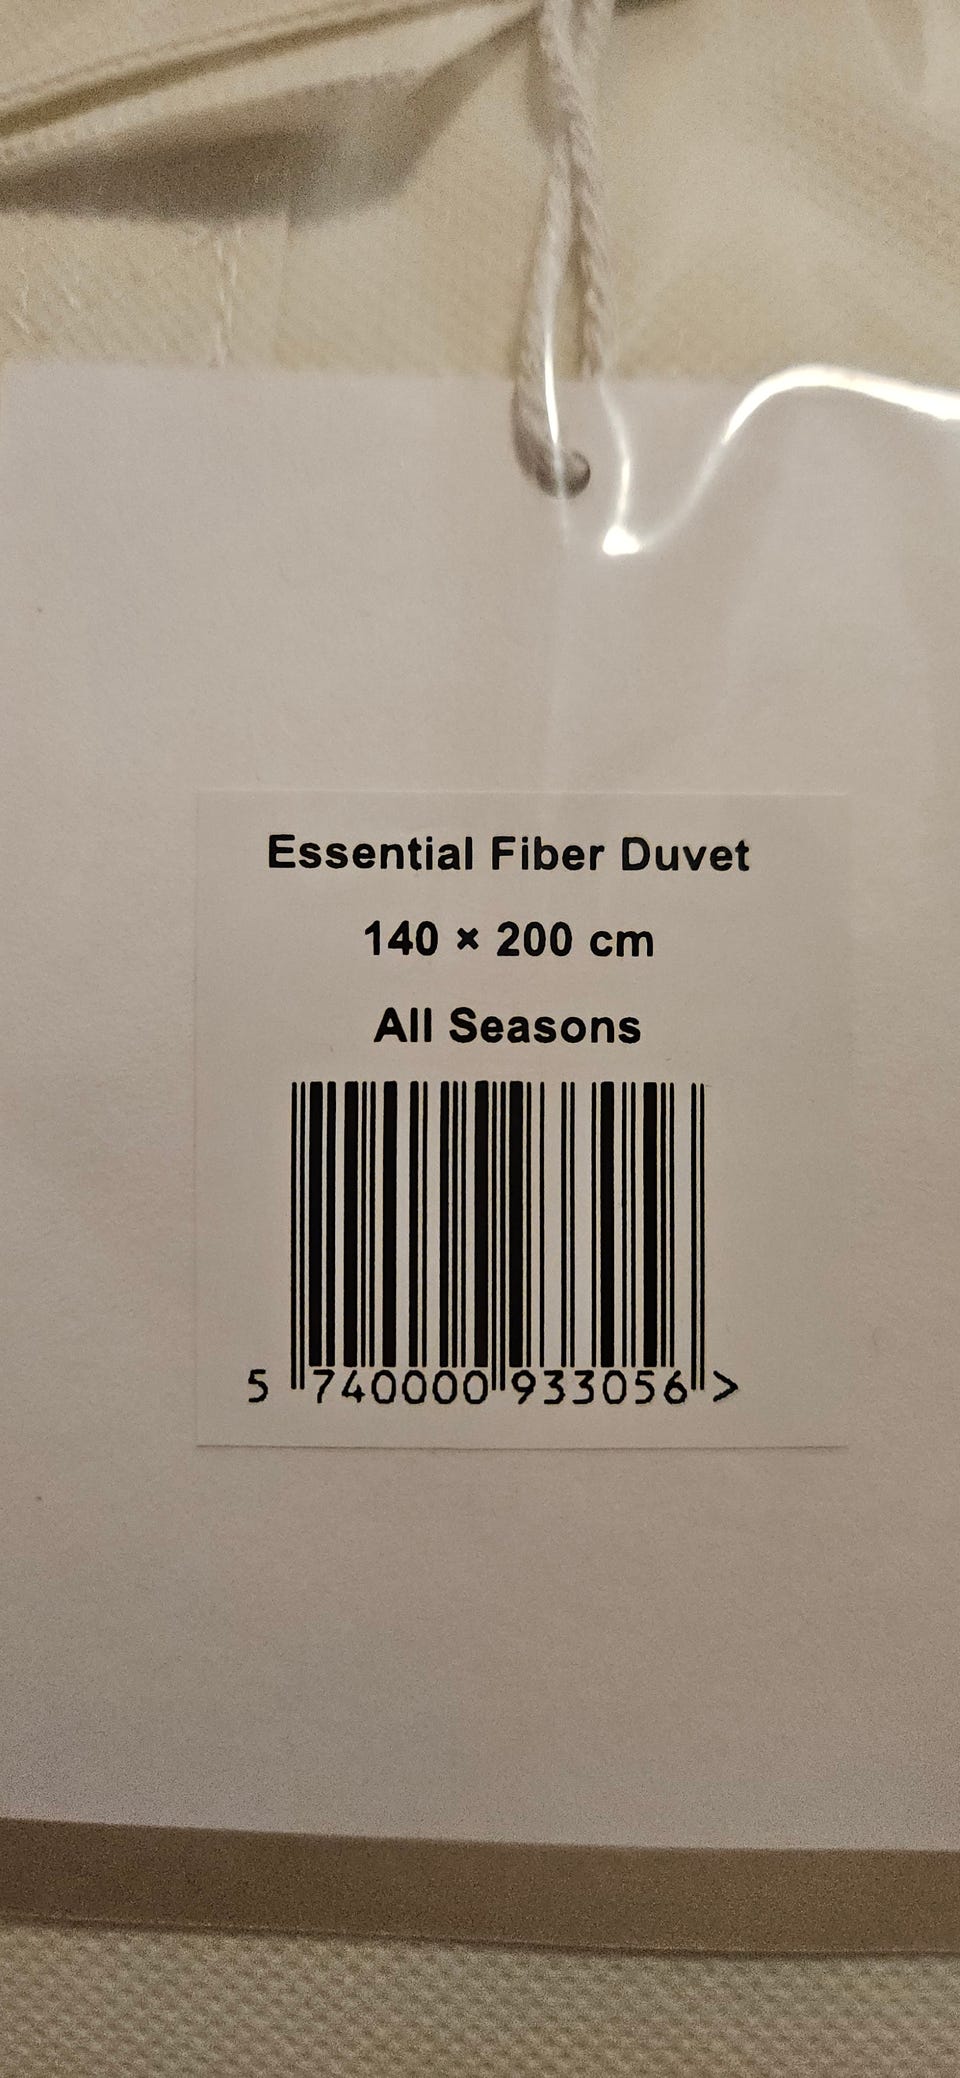 Essential Fiber Duvet
140 × 200 cm
All Seasons
5 740000 933056 >